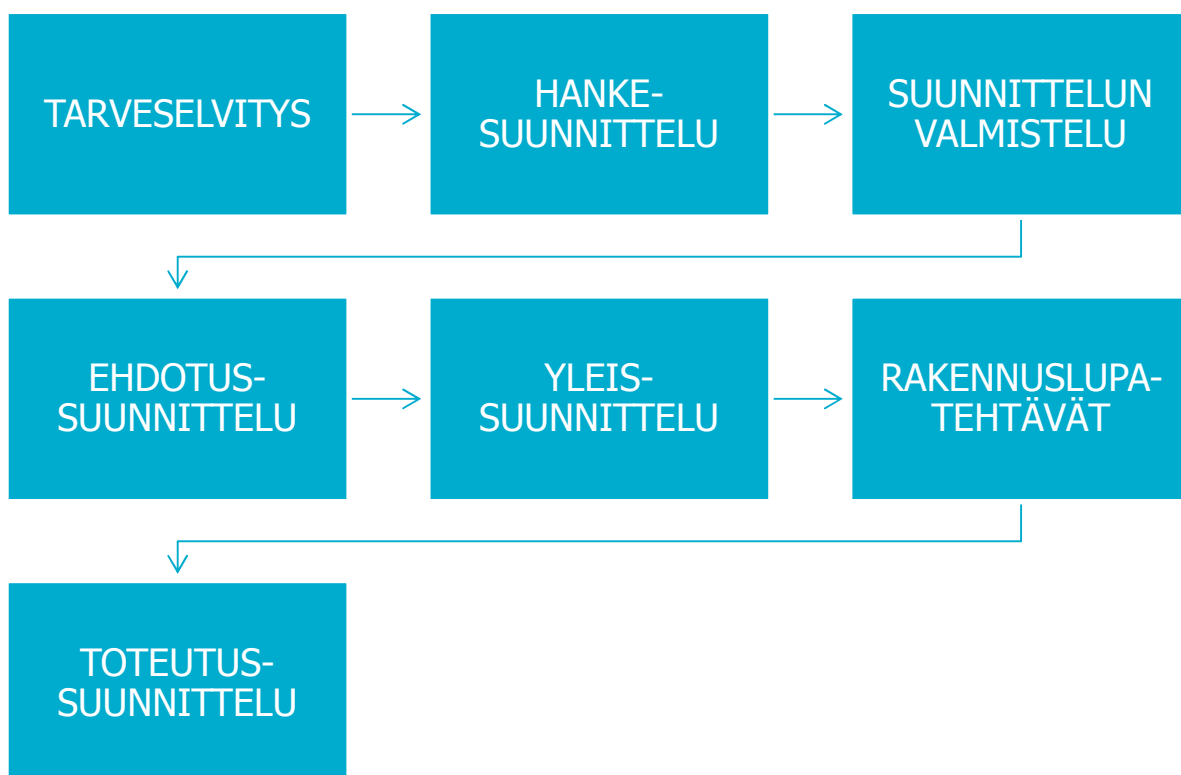 TARVESELVITYS
HANKE-
SUUNNITTELU
SUUNNITTELUN
VALMISTELU
EHDOTUS-
SUUNNITTELU
YLEIS-
SUUNNITTELU
RAKENNUSLUPA-
TEHTÄVÄT
TOTEUTUS-
SUUNNITTELU